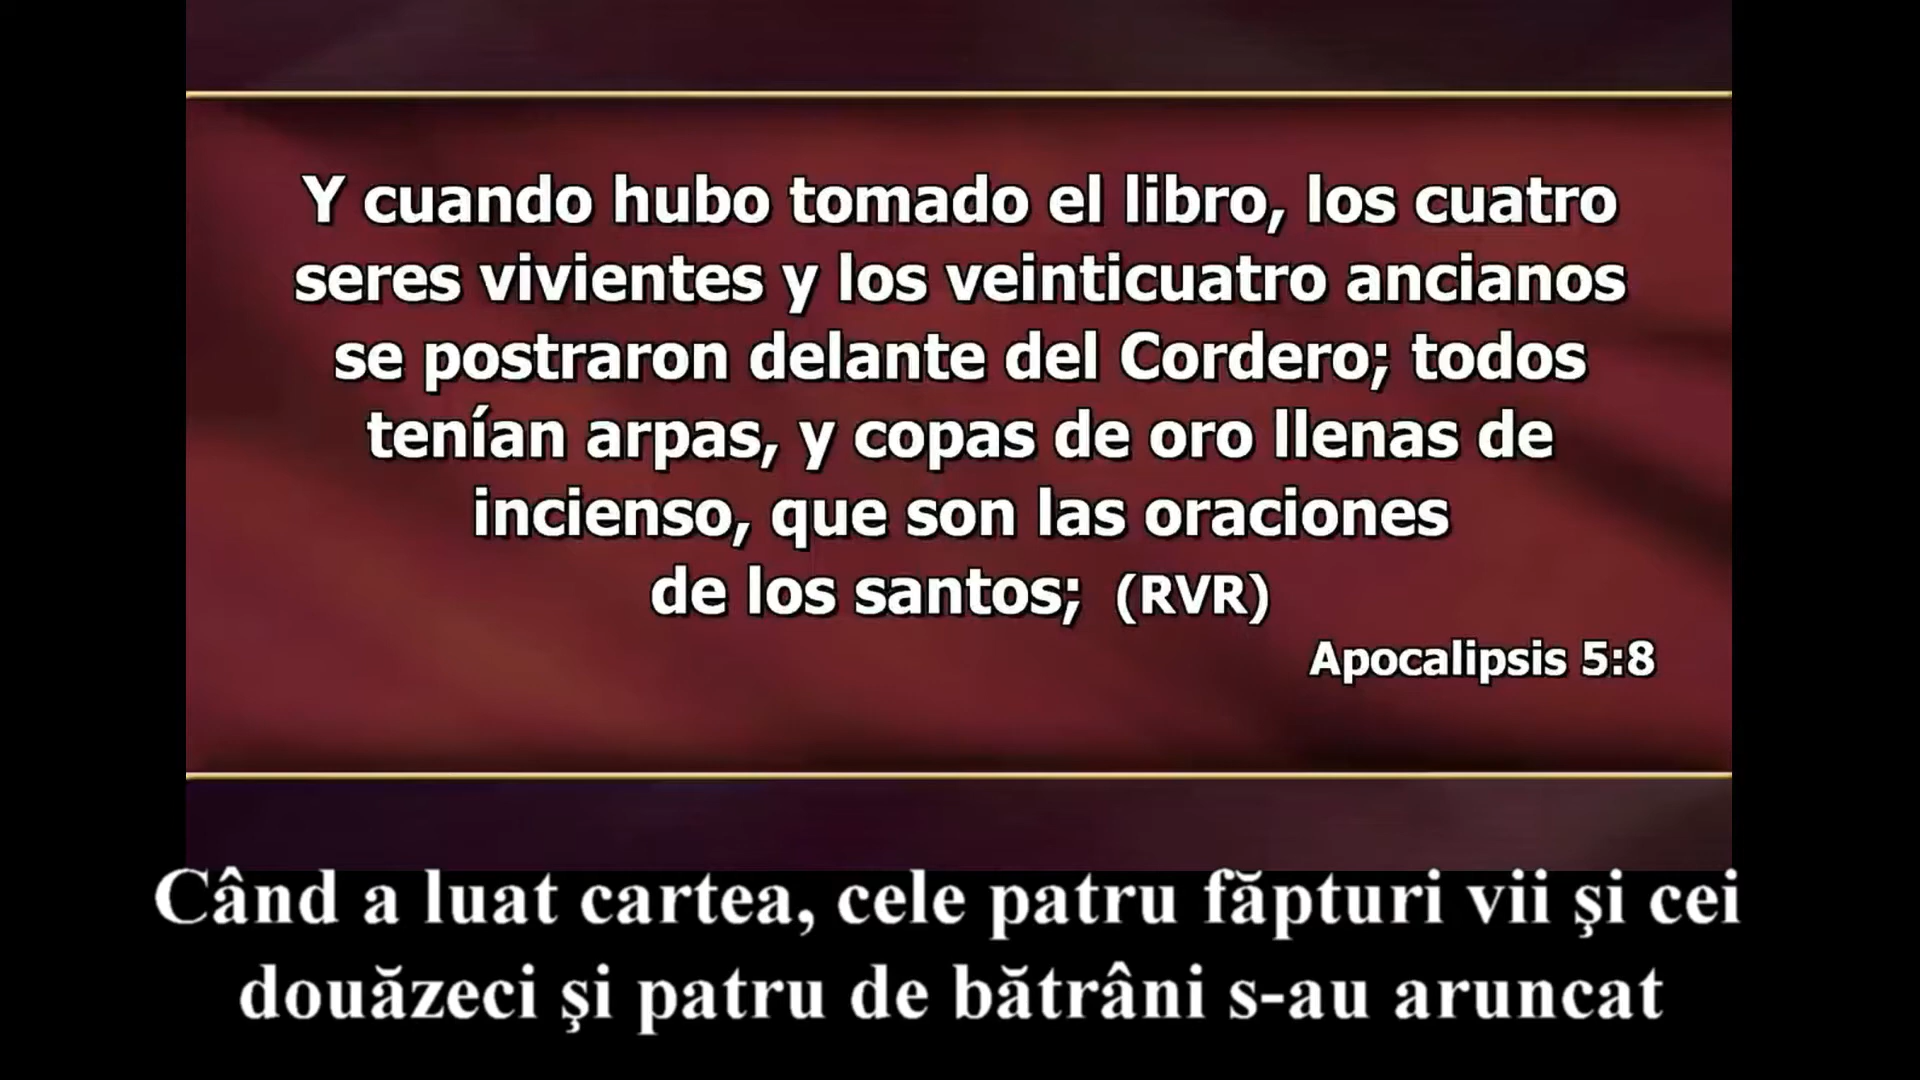 Y cuando hubo tomado el libro, los cuatro
seres vivientes y los veinticuatro ancianos
se postraron delante del Cordero; todos
tenían arpas, y copas de oro llenas de
incienso, que son las oraciones
de los santos; (RVR)
Apocalipsis 5:8
Când a luat cartea, cele patru făpturi vii şi cei
douăzeci şi patru de bătrâni s-au aruncat